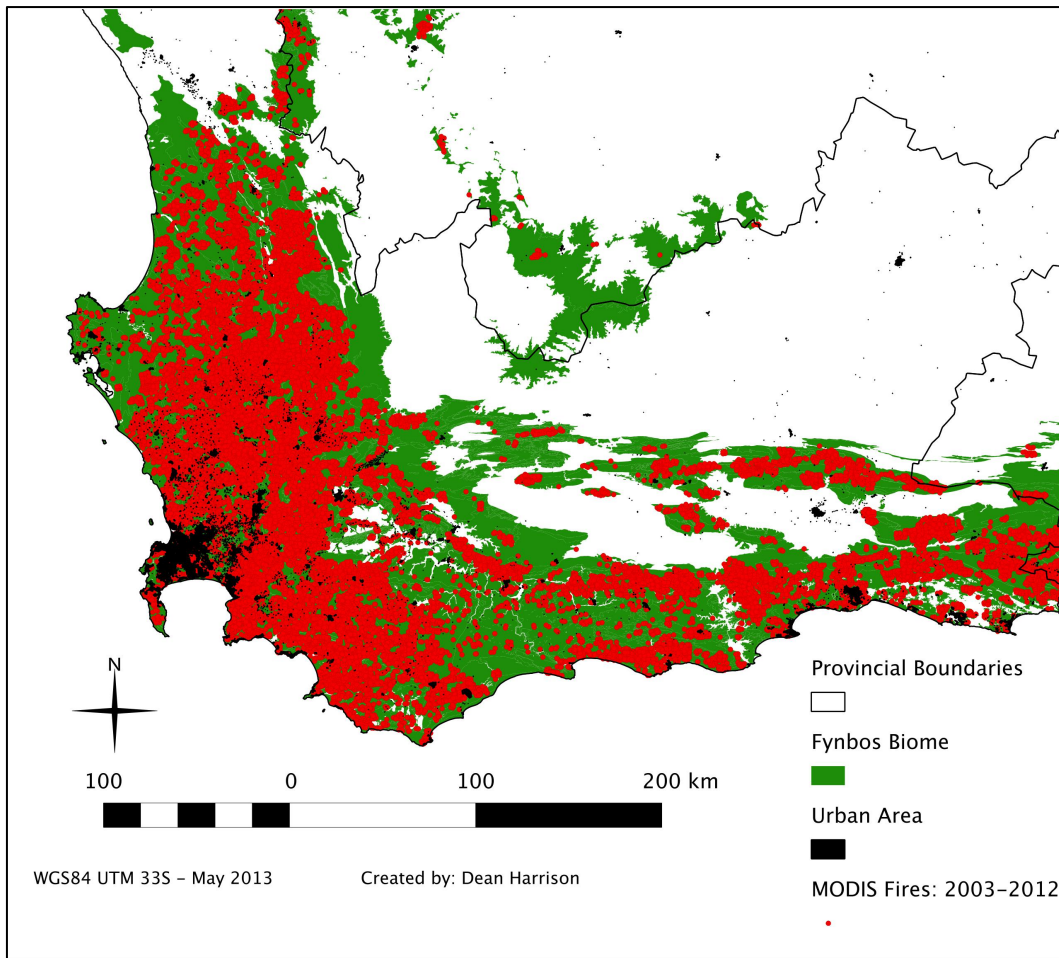 N
Provincial Boundaries
Fynbos Biome
100 0 100 200 km
Urban Area
WGS84 UTM 33S – May 2013 Created by: Dean Harrison
MODIS Fires: 2003–2012